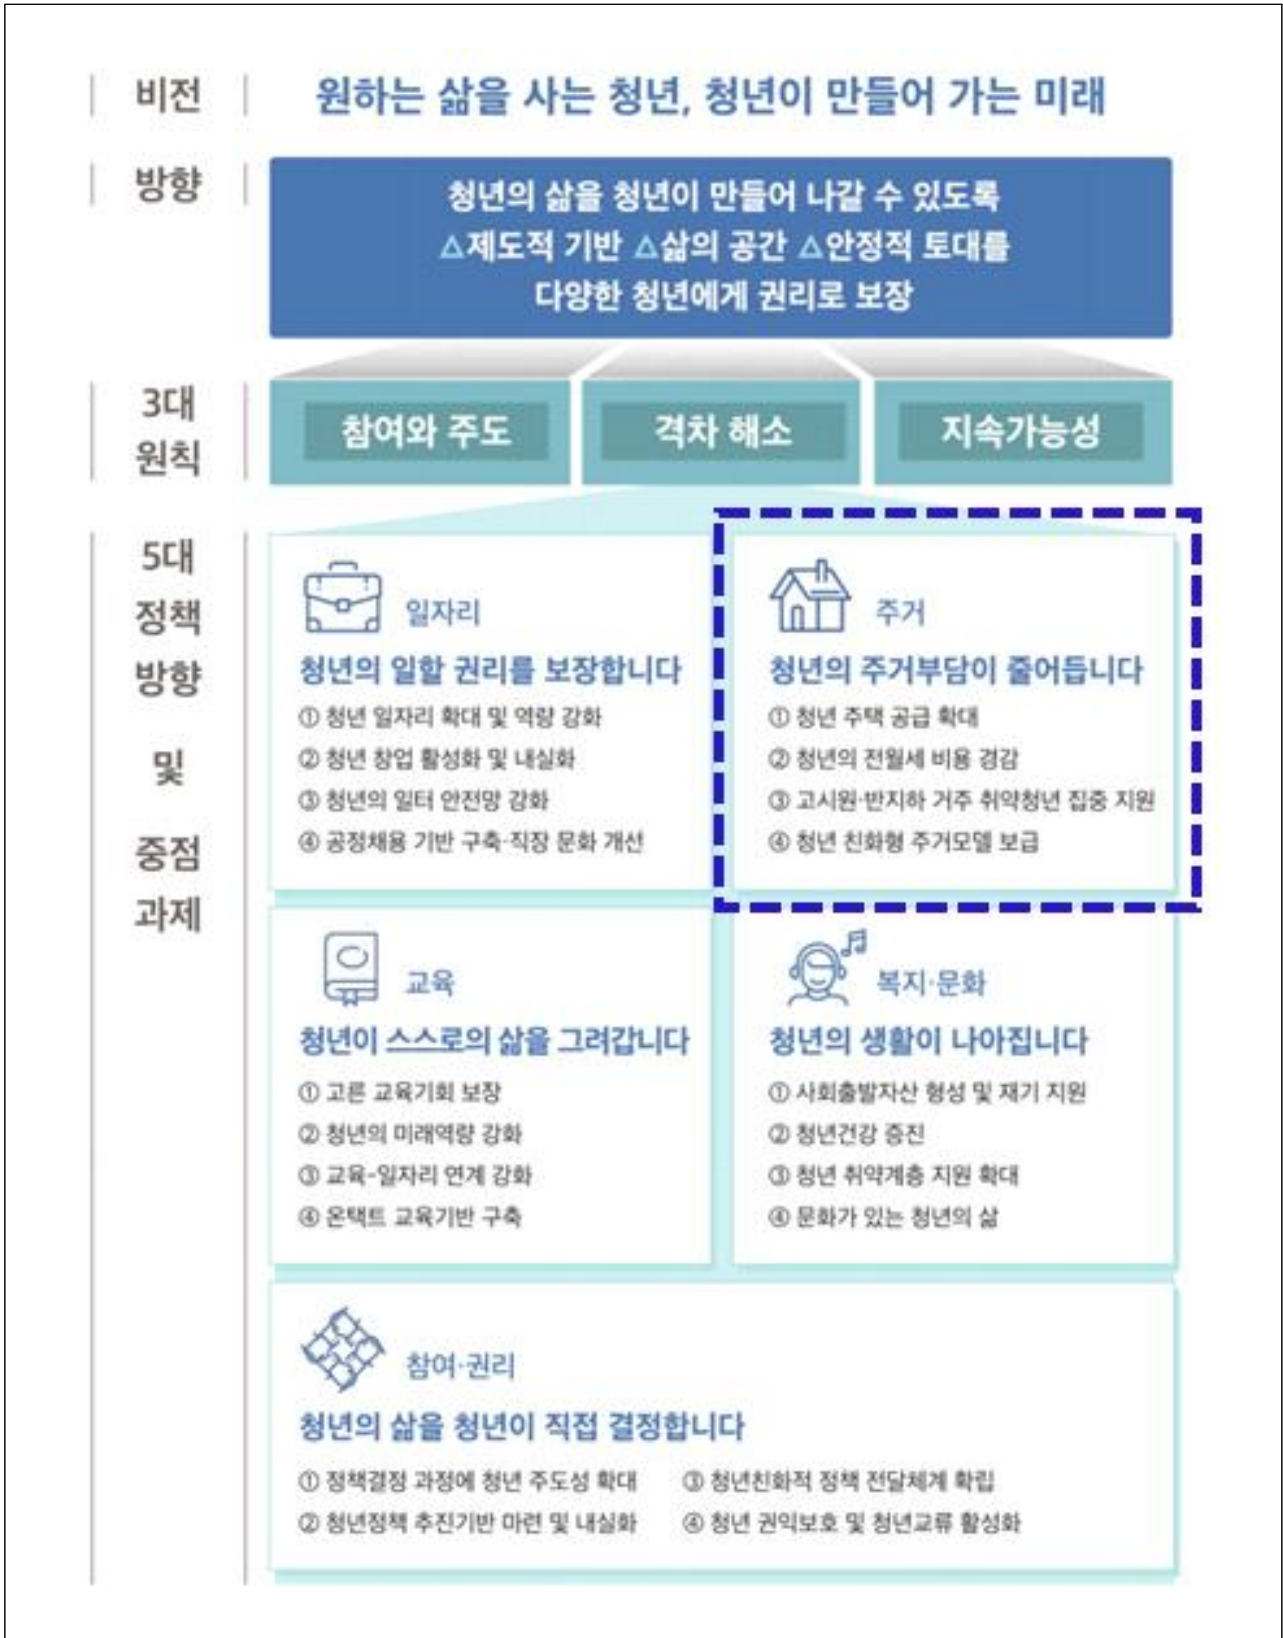 비전
원하는 삶을 사는 청년, 청년이 만들어 가는 미래
방향
청년의 삶을 청년이 만들어 나갈 수 있도록
△제도적 기반 △삶의 공간 △안정적 토대를
다양한 청년에게 권리로 보장
3대
원칙
참여와 주도
격차 해소
지속가능성
5대
정책
방향
및
중점
과제
일자리
청년의 일할 권리를 보장합니다
① 청년 일자리 확대 및 역량 강화
② 청년 창업 활성화 및 내실화
③ 청년의 일터 안전망 강화
④ 공정채용 기반 구축·직장 문화 개선
주거
청년의 주거부담이 줄어듭니다
① 청년 주택 공급 확대
② 청년의 전월세 비용 경감
③ 고시원·반지하 거주 취약청년 집중 지원
④ 청년 친화형 주거모델 보급
교육
청년이 스스로의 삶을 그려갑니다
① 고른 교육기회 보장
② 청년의 미래역량 강화
③ 교육-일자리 연계 강화
④ 온택트 교육기반 구축
복지·문화
청년의 생활이 나아집니다
① 사회출발자산 형성 및 재기 지원
② 청년건강 증진
③ 청년 취약계층 지원 확대
④ 문화가 있는 청년의 삶
참여·권리
청년의 삶을 청년이 직접 결정합니다
① 정책결정 과정에 청년 주도성 확대
② 청년정책 추진기반 마련 및 내실화
③ 청년친화적 정책 전달체계 확립
④ 청년 권익보호 및 청년교류 활성화